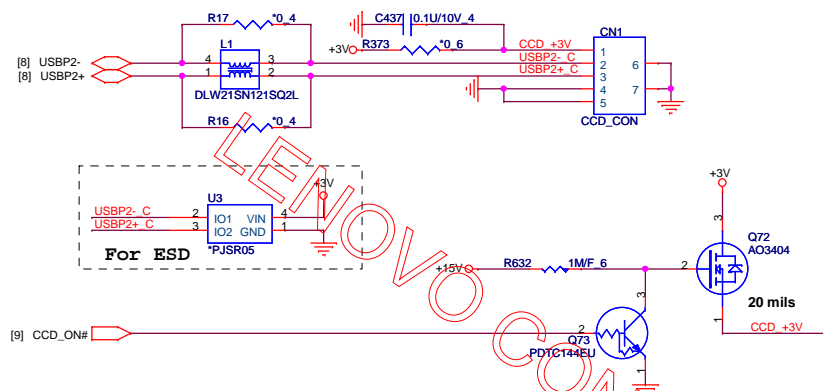 R17 *0_4
C437 0.1U/10V_4
+3V R373 *0_6 CCD_+3V
CN1
[8] USBP2-
[8] USBP2+
L1
4 3
1 2
DLW21SN121SQ2L
USBP2-_C
USBP2+_C
1
2
3
4
5
6
7
CCD_CON
R16 *0_4
LENOVO CON
USBP2-_C
USBP2+_C
U3
2 IO1 VIN 4
3 IO2 GND 1
*PJSR05
+3V
For ESD
+3V
3
Q72
AO3404
2
1
20 mils
CCD_+3V
+15V R632 1M/F_6
[9] CCD_ON#
3
2
Q73
PDTC144EU
1